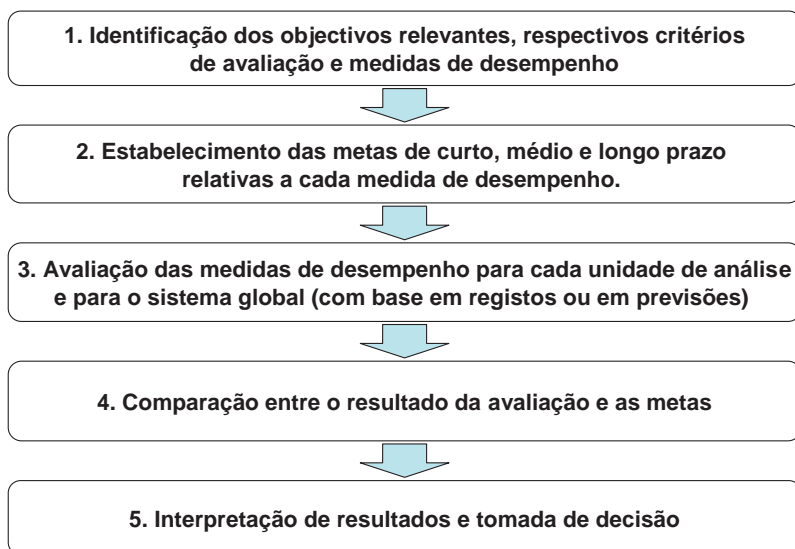 1. Identificação dos objectivos relevantes, respectivos critérios
de avaliação e medidas de desempenho
2. Estabelecimento das metas de curto, médio e longo prazo
relativas a cada medida de desempenho.
3. Avaliação das medidas de desempenho para cada unidade de análise
e para o sistema global (com base em registos ou em previsões)
4. Comparação entre o resultado da avaliação e as metas
5. Interpretação de resultados e tomada de decisão